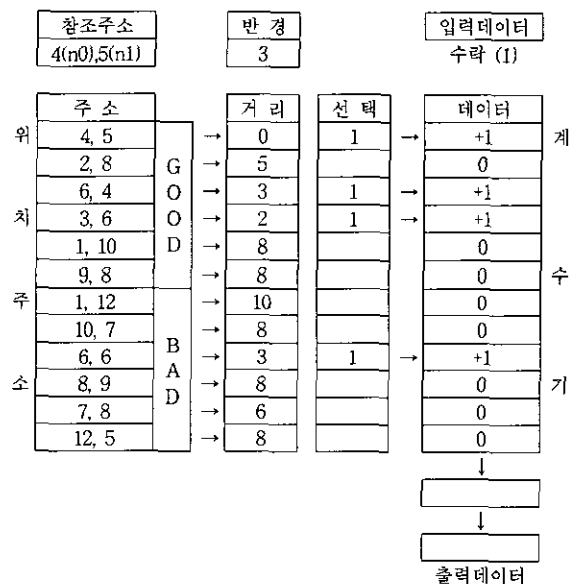 참조주소 반 경 입력데이터
4(n0),5(n1) 3 수락 (1)
주 소 거 리 선 택 데이터
위 4, 5 → 0 1 → +1 계
2, 8 G → 5 0
6, 4 O → 3 1 → +1
치 3, 6 O → 2 1 → +1
1, 10 D → 8 0
9, 8 → 8 0 수
주 1, 12 → 10 0
10, 7 → 8 0
6, 6 B → 3 1 → +1
소 8, 9 A → 8 0 기
7, 8 D → 6 0
12, 5 → 8 0
↓
↓
출력데이터